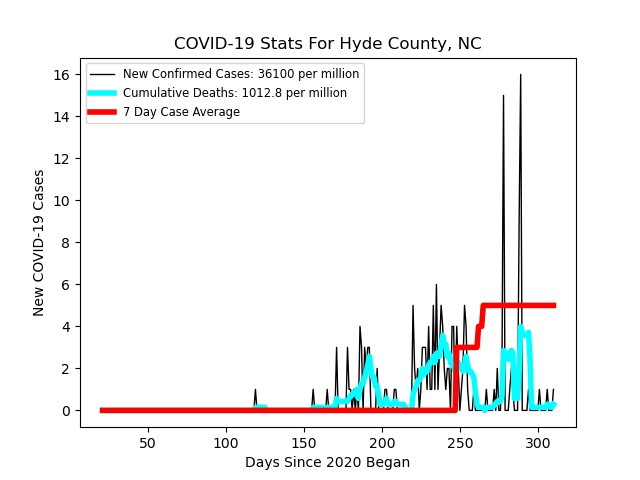 COVID-19 Stats For Hyde County, NC
New Confirmed Cases: 36100 per million
Cumulative Deaths: 1012.8 per million
7 Day Case Average
New COVID-19 Cases
16
14
12
10
8
6
4
2
0
50 100 150 200 250 300
Days Since 2020 Began